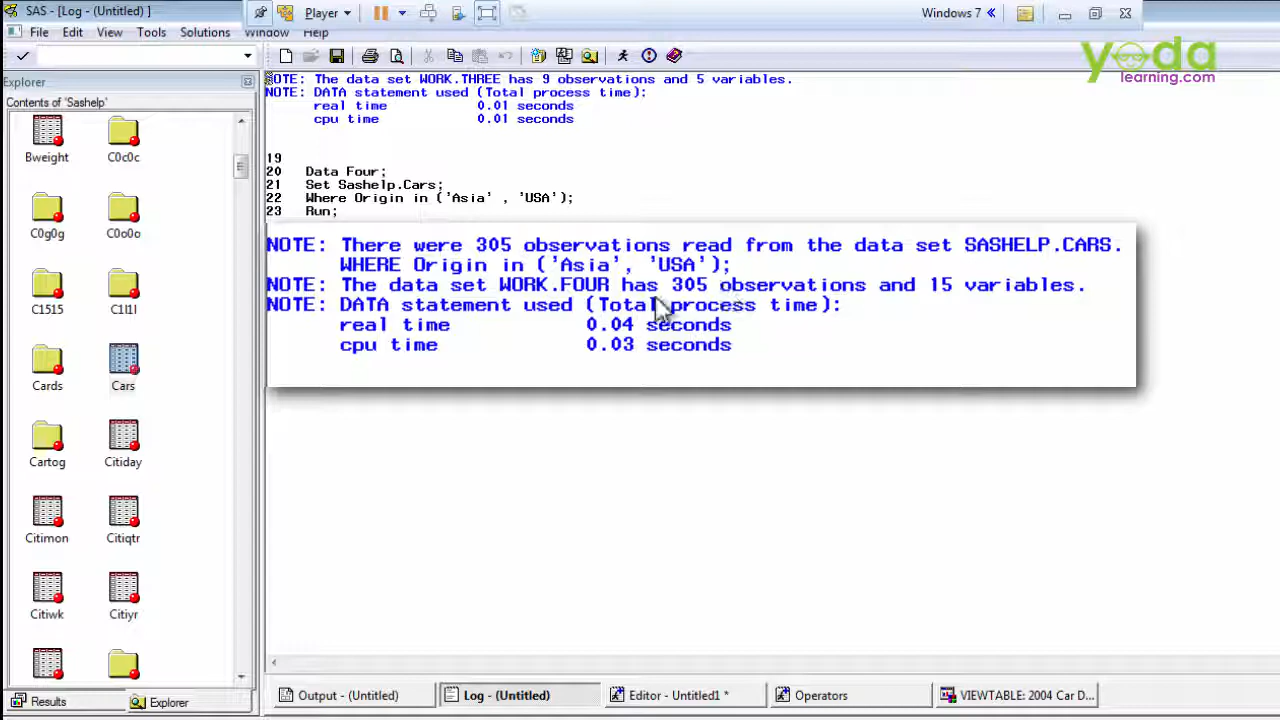 SAS - [Log - (Untitled) ]
Player
Windows 7
File Edit View Tools Solutions Window Help
yoda
learning.com
Explorer
Contents of 'Sashelp'
Bweight
C0c0c
C0g0g
C0o0o
C1515
C1l1l
Cards
Cars
Cartog
Citiday
Citimon
Citiqtr
Citiwk
Citiyr
NOTE: The data set WORK.THREE has 9 observations and 5 variables.
NOTE: DATA statement used (Total process time):
real time 0.01 seconds
cpu time 0.01 seconds
19
20 Data Four;
21 Set Sashelp.Cars;
22 Where Origin in ('Asia' , 'USA');
23 Run;
NOTE: There were 305 observations read from the data set SASHELP.CARS.
WHERE Origin in ('Asia', 'USA');
NOTE: The data set WORK.FOUR has 305 observations and 15 variables.
NOTE: DATA statement used (Total process time):
real time 0.04 seconds
cpu time 0.03 seconds
Results
Explorer
Output - (Untitled)
Log - (Untitled)
Editor - Untitled1 *
Operators
VIEWTABLE: 2004 Car D...